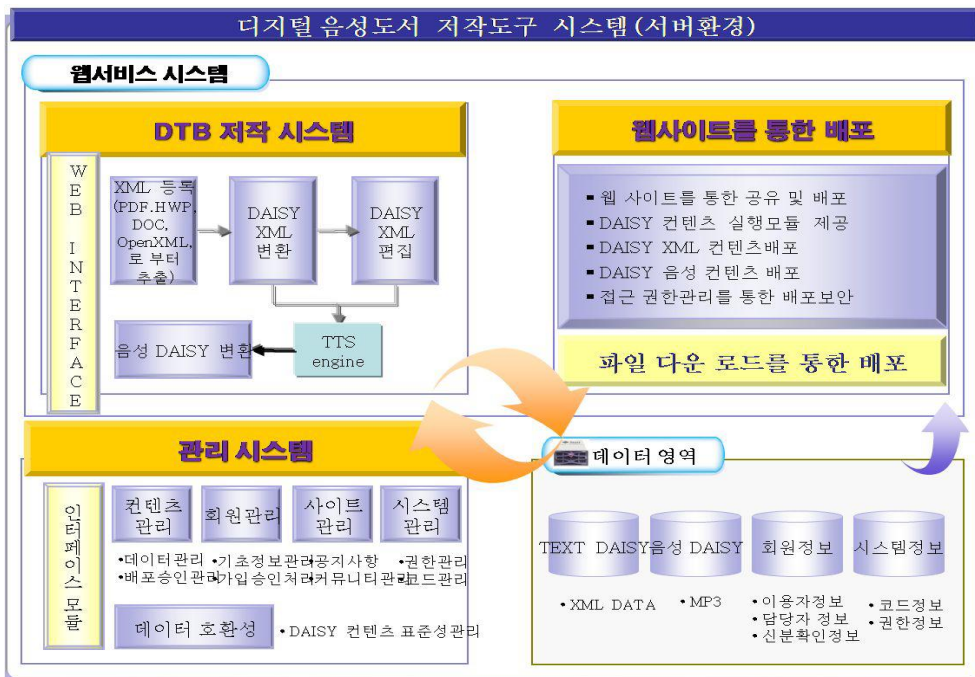 디지털 음성도서 저작도구 시스템(서버환경)
웹서비스 시스템
DTB 저작 시스템
WEB INTERFACE
XML 등록
(PDF.HWP,
DOC,
OpenXML,
로 부터
추출)
DAISY
XML
변환
DAISY
XML
편집
음성 DAISY 변환
TTS
engine
웹사이트를 통한 배포
▪ 웹 사이트를 통한 공유 및 배포
▪ DAISY 컨텐츠 실행모듈 제공
▪ DAISY XML 컨텐츠배포
▪ DAISY 음성 컨텐츠 배포
▪ 접근 권한관리를 통한 배포보안
파일 다운 로드를 통한 배포
관리 시스템
인터페이스 모듈
컨텐츠
관리
•데이터관리
•배포승인관리
회원관리
•기초정보관리
•가입승인처리
사이트
관리
•공지사항
•커뮤니티관리
시스템
관리
•권한관리
•코드관리
데이터 호환성
•DAISY 컨텐츠 표준성관리
데이터 영역
TEXT DAISY
•XML DATA
음성 DAISY
•MP3
회원정보
•이용자정보
•담당자 정보
•신분확인정보
시스템정보
•코드정보
•권한정보